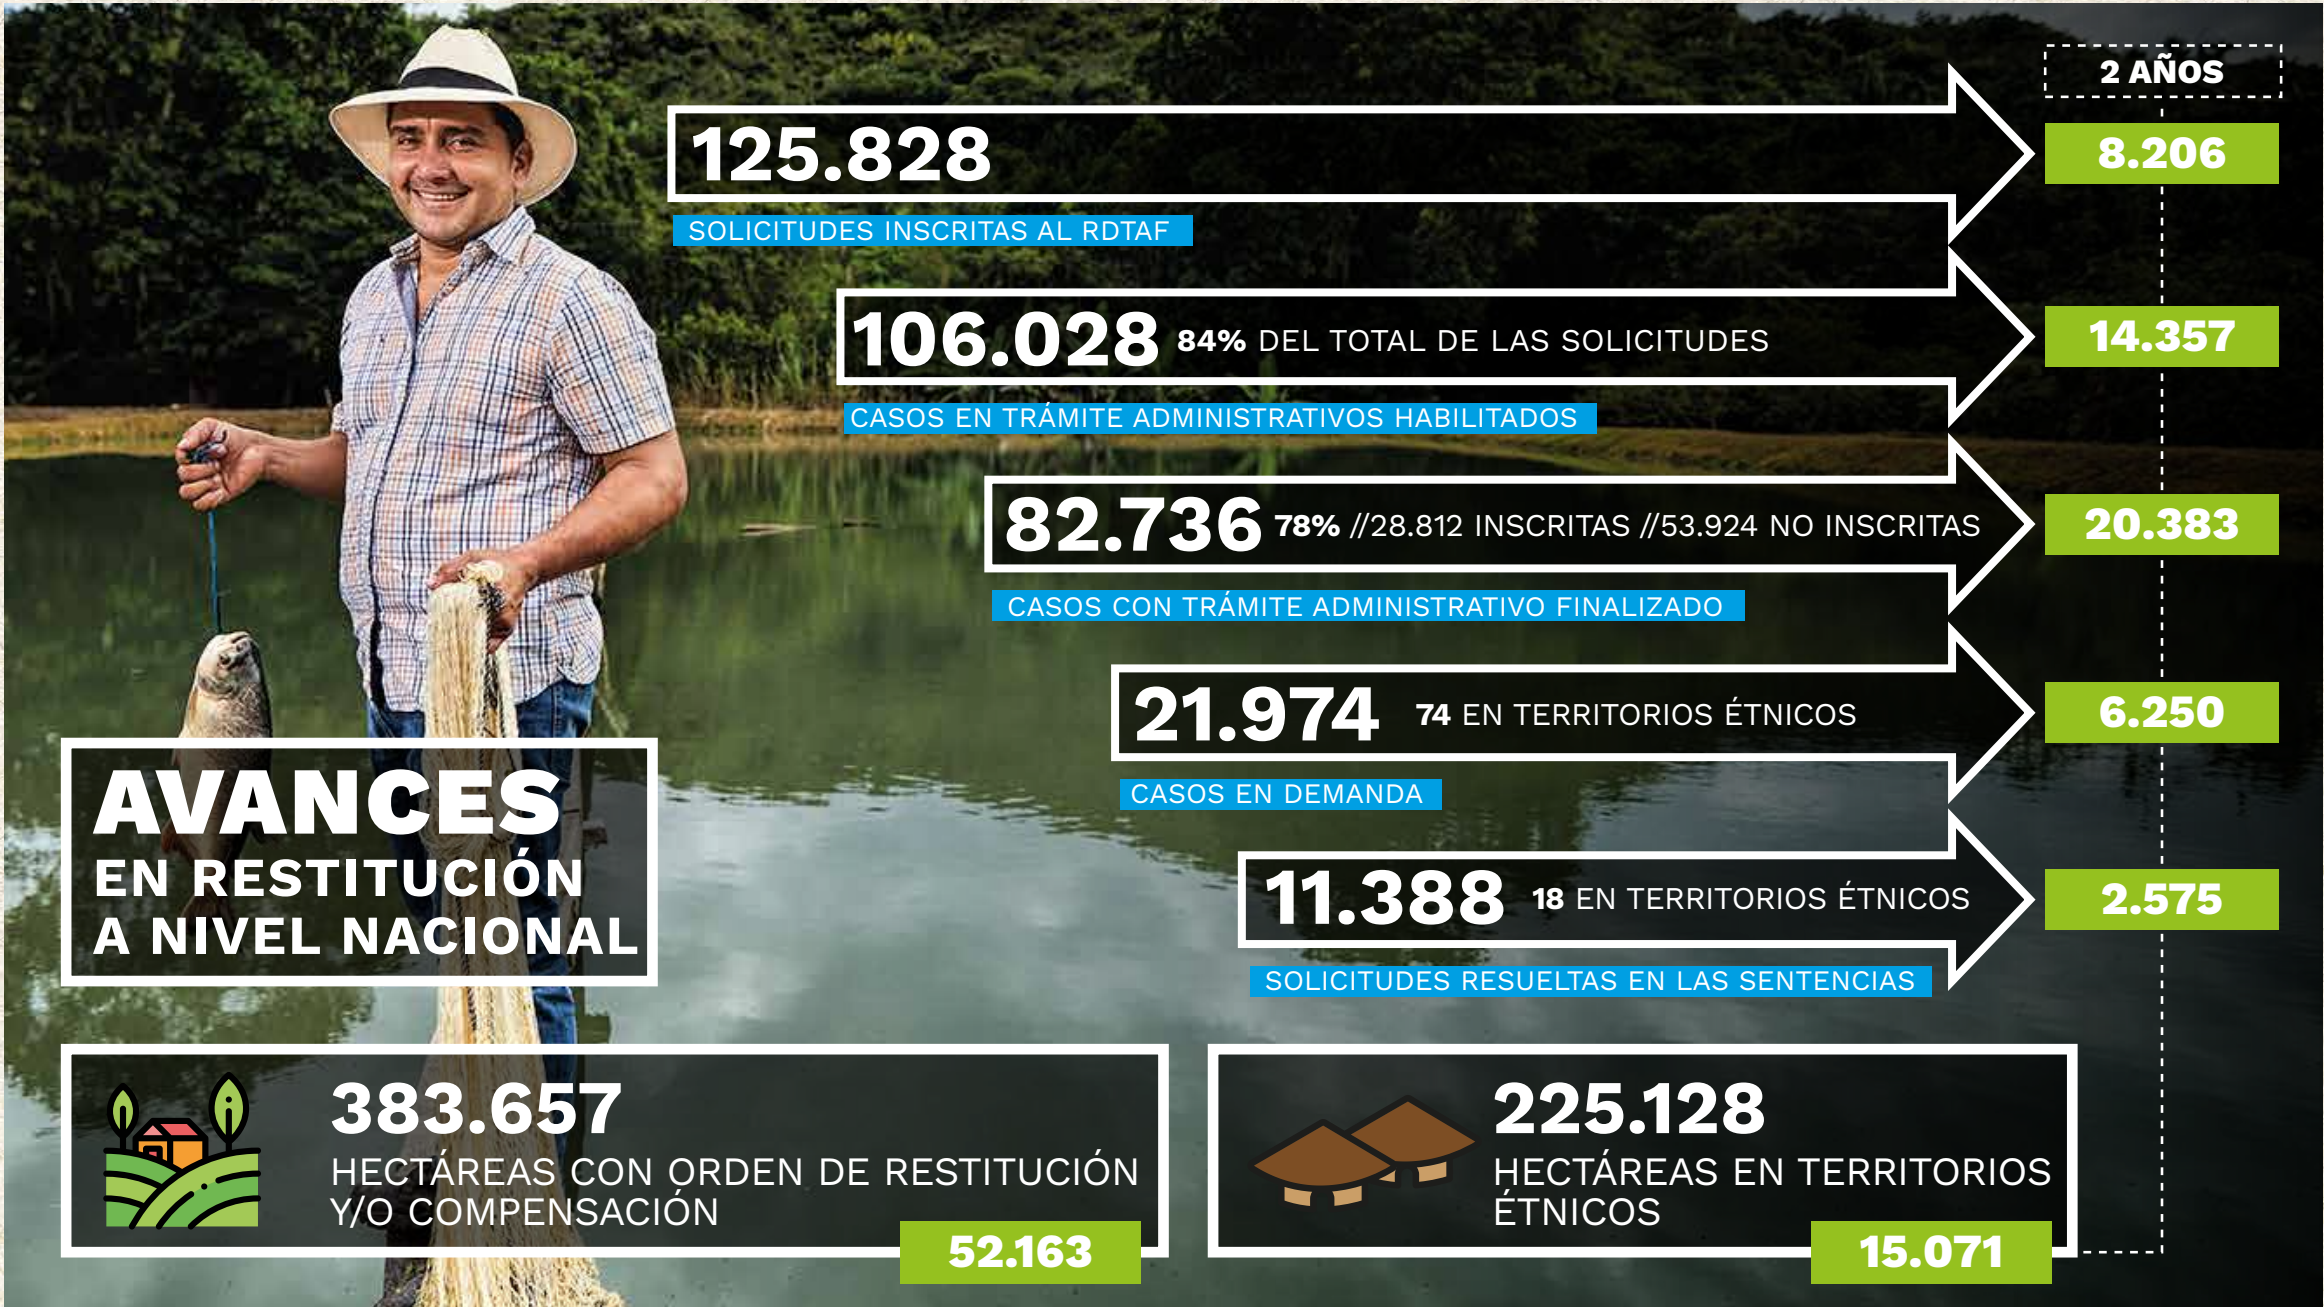 2 AÑOS
125.828
8.206
SOLICITUDES INSCRITAS AL RDTAF
106.028 84% DEL TOTAL DE LAS SOLICITUDES
14.357
CASOS EN TRÁMITE ADMINISTRATIVOS HABILITADOS
82.736 78% //28.812 INSCRITAS //53.924 NO INSCRITAS
20.383
CASOS CON TRÁMITE ADMINISTRATIVO FINALIZADO
21.974 74 EN TERRITORIOS ÉTNICOS
6.250
CASOS EN DEMANDA
11.388 18 EN TERRITORIOS ÉTNICOS
2.575
SOLICITUDES RESUELTAS EN LAS SENTENCIAS
AVANCES
EN RESTITUCIÓN
A NIVEL NACIONAL
383.657
HECTÁREAS CON ORDEN DE RESTITUCIÓN
Y/O COMPENSACIÓN
52.163
225.128
HECTÁREAS EN TERRITORIOS
ÉTNICOS
15.071